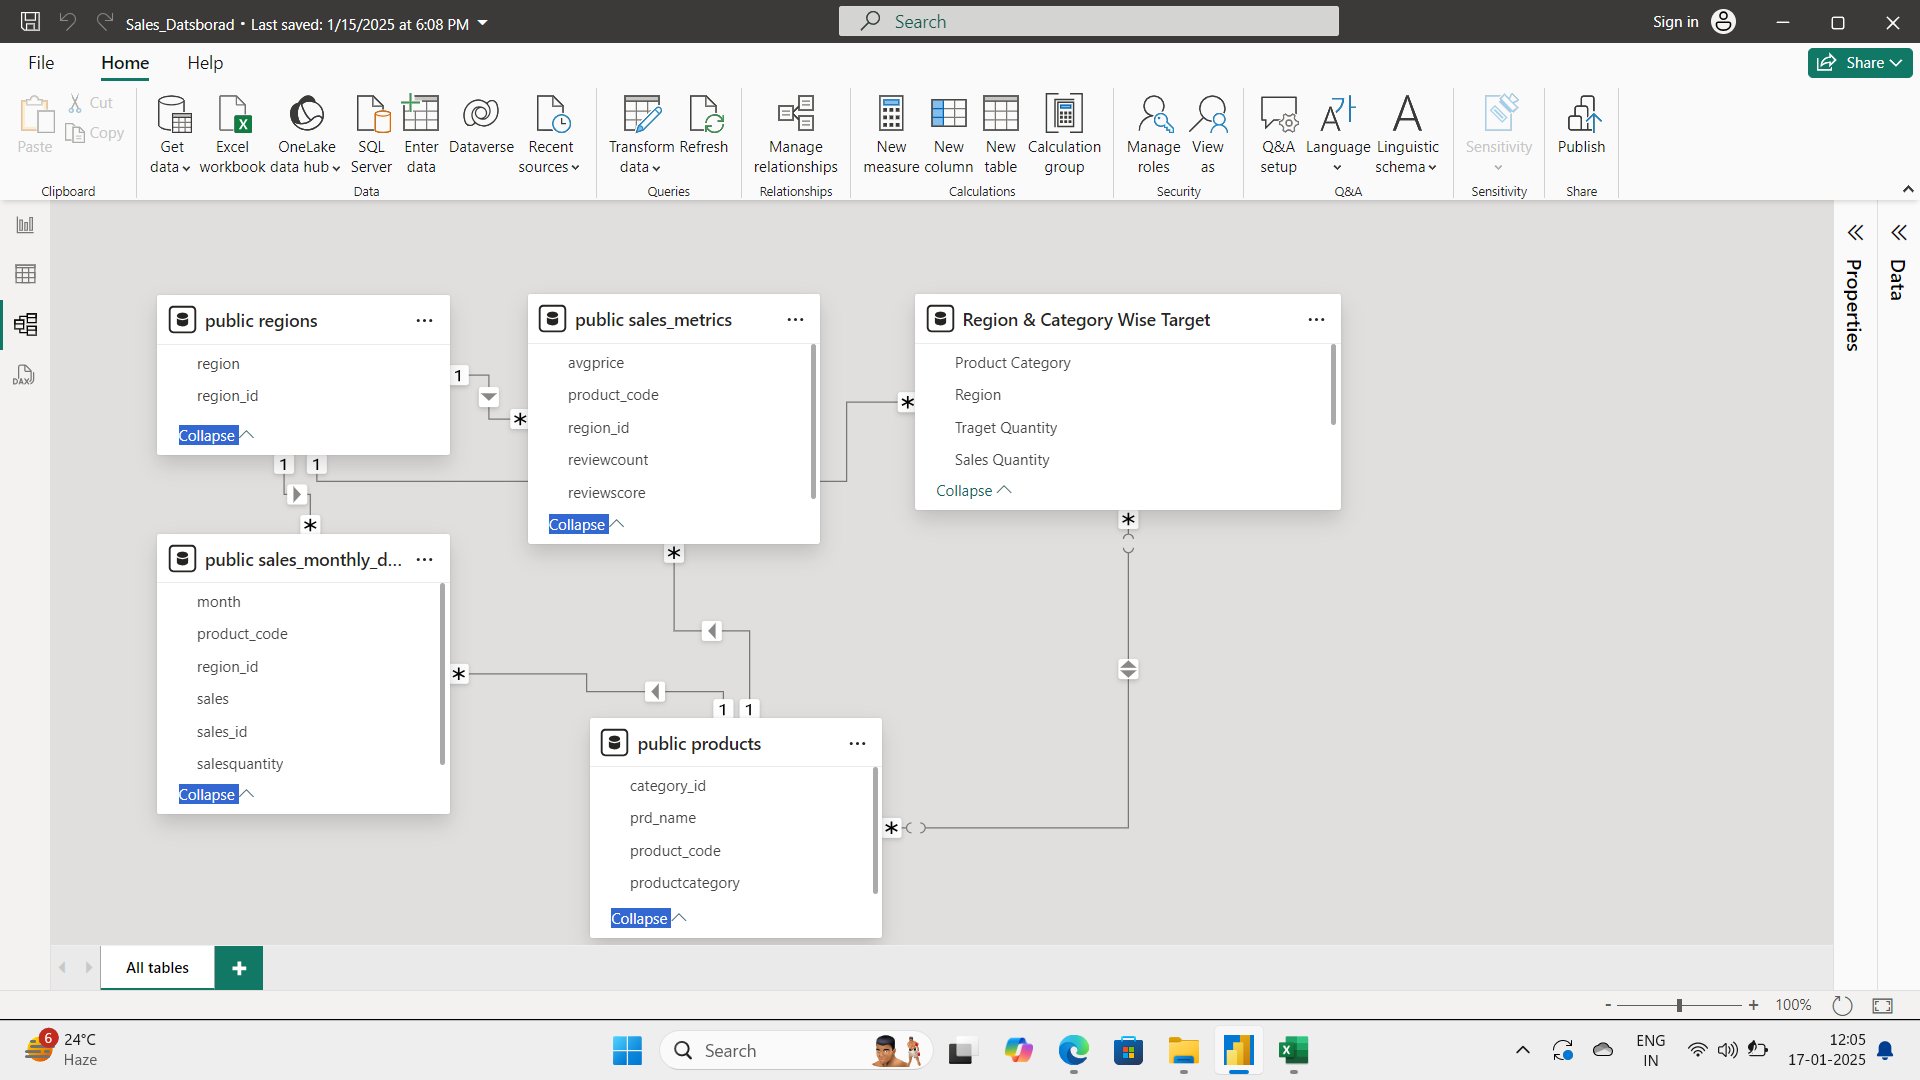 Sales_Datsborad • Last saved: 1/15/2025 at 6:08 PM
Search
Sign in
File
Home
Help
Share
Paste
Cut
Copy
Clipboard
Get data
Excel workbook
OneLake data hub
SQL Server
Enter data
Dataverse
Recent sources
Data
Transform data
Refresh
Queries
Manage relationships
Relationships
New measure
New column
New table
Calculation group
Calculations
Manage roles
View as
Security
Q&A setup
Language
Linguistic schema
Q&A
Sensitivity
Sensitivity
Publish
Share
Properties
Data
public regions
region
region_id
Collapse
1
*
1
1
*
public sales_metrics
avgprice
product_code
region_id
reviewcount
reviewscore
Collapse
*
*
Region & Category Wise Target
Product Category
Region
Traget Quantity
Sales Quantity
Collapse
*
public sales_monthly_d...
month
product_code
region_id
sales
sales_id
salesquantity
Collapse
*
1
1
public products
category_id
prd_name
product_code
productcategory
Collapse
*
All tables
+
-
+
100%
DAX
6
24°C
Haze
Search
ENG
IN
12:05
17-01-2025